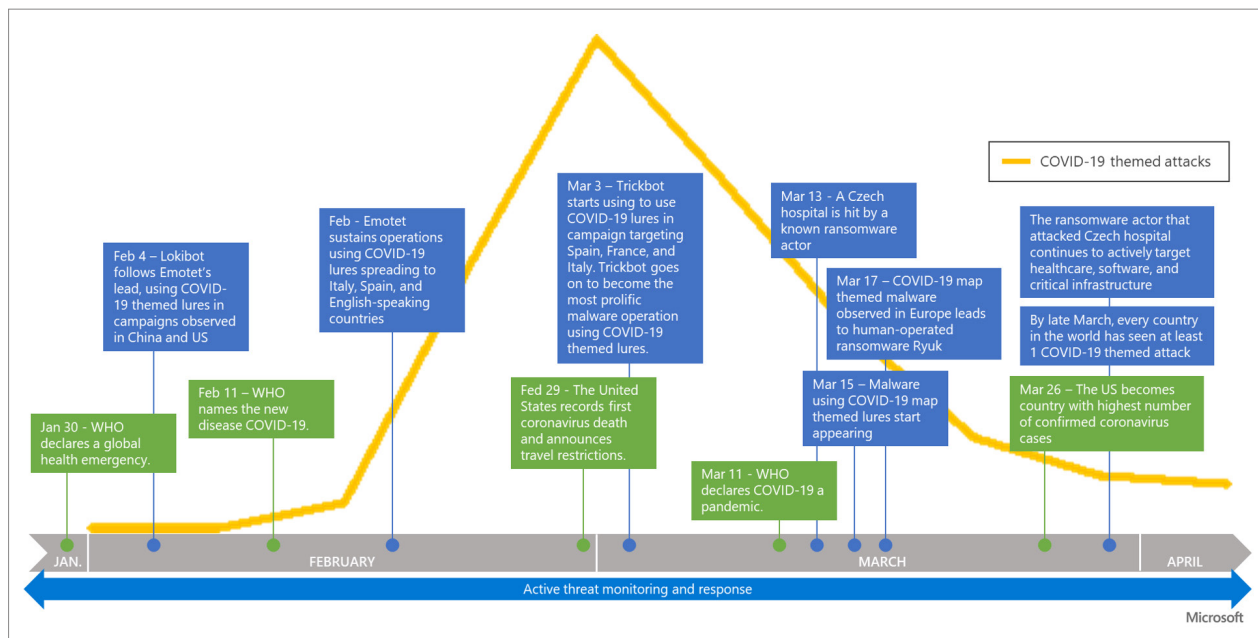 COVID-19 themed attacks
Jan 30 - WHO
declares a global
health emergency.
Feb 4 – Lokibot
follows Emotet's
lead, using COVID-
19 themed lures in
campaigns observed
in China and US
Feb 11 – WHO
names the new
disease COVID-19.
Feb - Emotet
sustains operations
using COVID-19
lures spreading to
Italy, Spain, and
English-speaking
countries
Fed 29 - The United
States records first
coronavirus death
and announces
travel restrictions.
Mar 3 – Trickbot
starts using to use
COVID-19 lures in
campaign targeting
Spain, France, and
Italy. Trickbot goes
on to become the
most prolific
malware operation
using COVID-19
themed lures.
Mar 11 - WHO
declares COVID-19 a
pandemic.
Mar 13 - A Czech
hospital is hit by a
known ransomware
actor
Mar 15 – Malware
using COVID-19 map
themed lures start
appearing
Mar 17 – COVID-19 map
themed malware
observed in Europe leads
to human-operated
ransomware Ryuk
The ransomware actor that
attacked Czech hospital
continues to actively target
healthcare, software, and
critical infrastructure
By late March, every country
in the world has seen at least
1 COVID-19 themed attack
Mar 26 – The US becomes
country with highest number
of confirmed coronavirus
cases
JAN.
FEBRUARY
MARCH
APRIL
Active threat monitoring and response
Microsoft